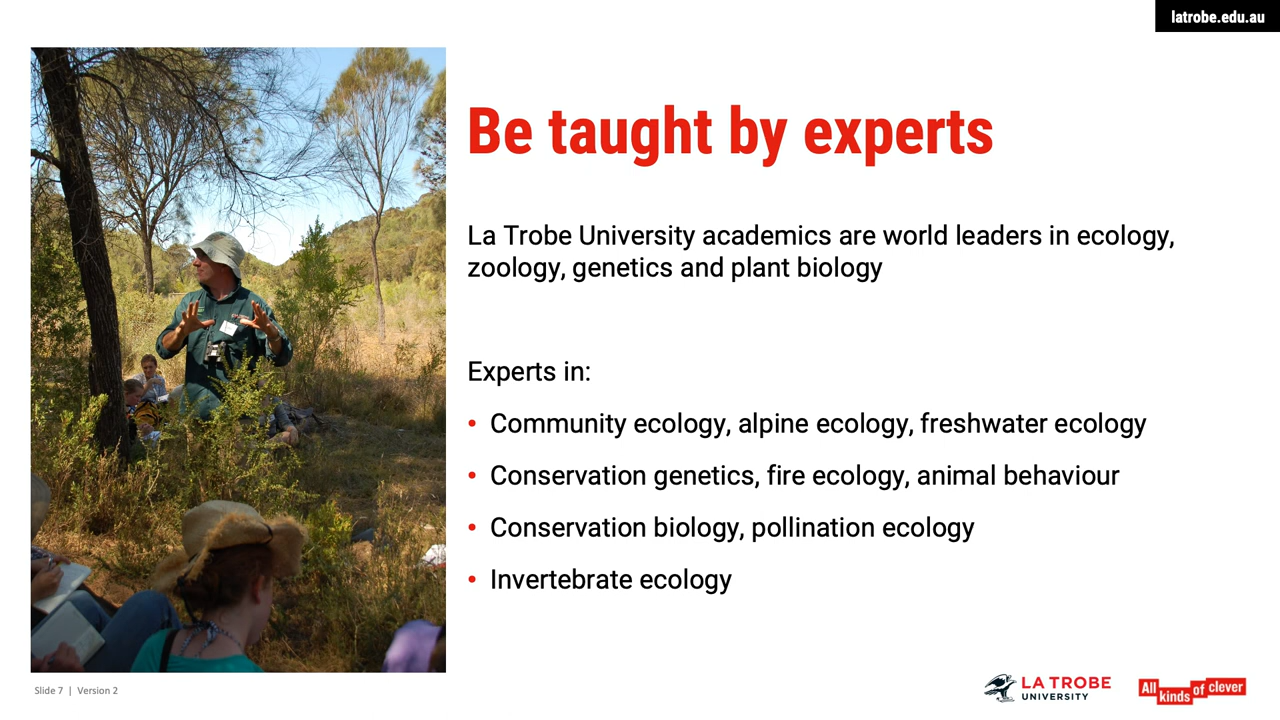 latrobe.edu.au
Be taught by experts
La Trobe University academics are world leaders in ecology,
zoology, genetics and plant biology
Experts in:
• Community ecology, alpine ecology, freshwater ecology
• Conservation genetics, fire ecology, animal behaviour
• Conservation biology, pollination ecology
• Invertebrate ecology
Slide 7 | Version 2
LA TROBE
UNIVERSITY
All kinds of clever